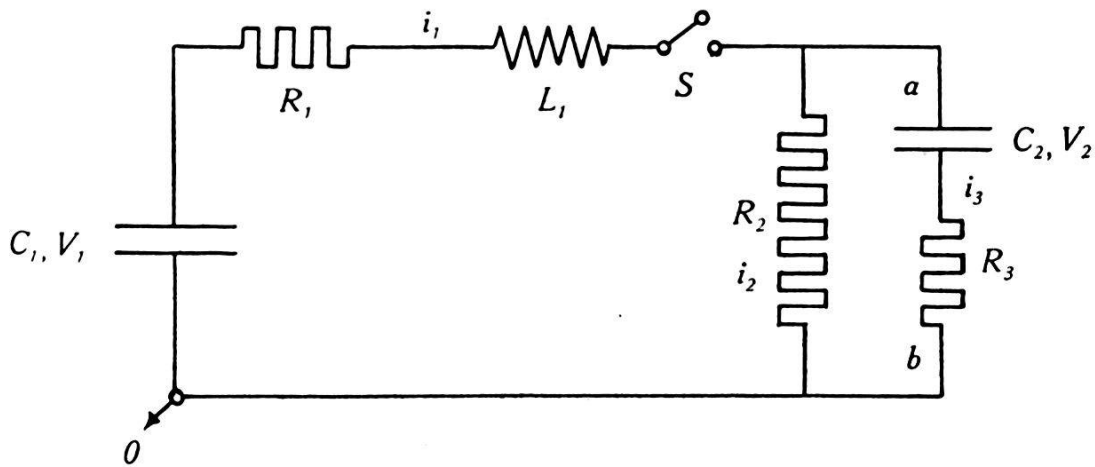 i₁
R₁
L₁
S
a
C₂, V₂
i₃
R₂
C₁, V₁
R₃
i₂
b
0